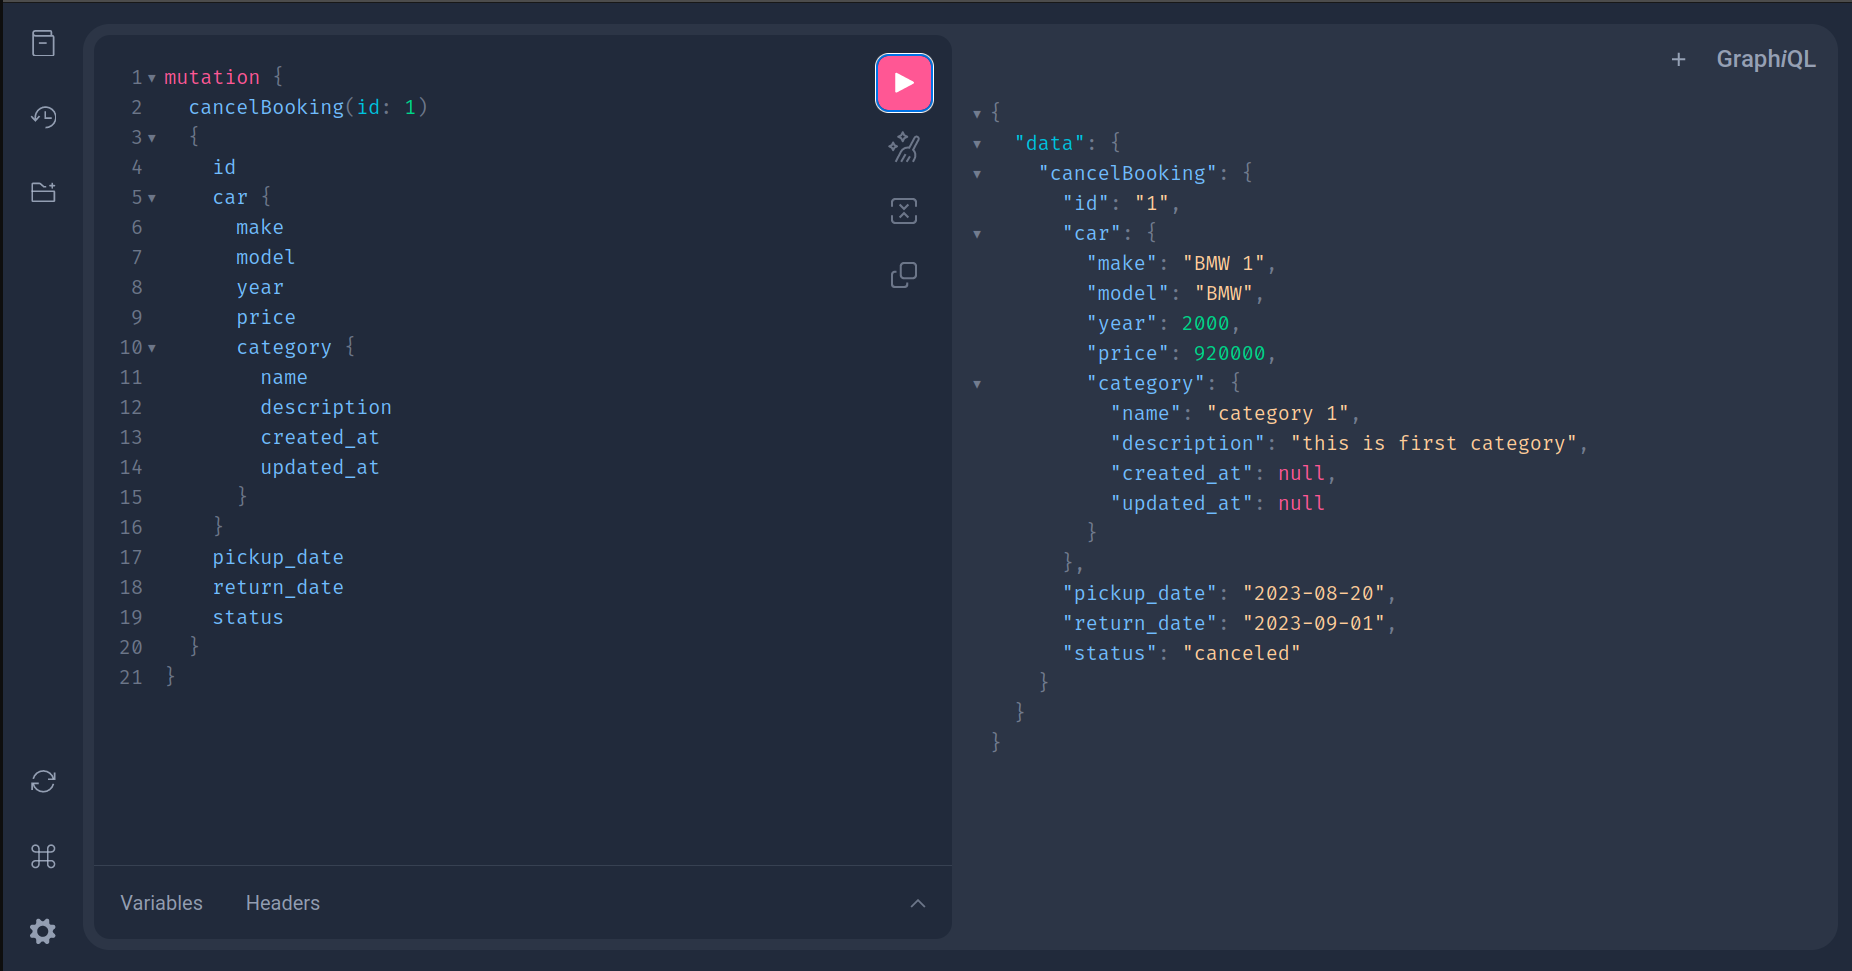 1 mutation {
2 cancelBooking(id: 1)
3 {
4 id
5 car {
6 make
7 model
8 year
9 price
10 category {
11 name
12 description
13 created_at
14 updated_at
15 }
16 }
17 pickup_date
18 return_date
19 status
20 }
21 }
Variables Headers
+ GraphiQL
{
"data": {
"cancelBooking": {
"id": "1",
"car": {
"make": "BMW 1",
"model": "BMW",
"year": 2000,
"price": 920000,
"category": {
"name": "category 1",
"description": "this is first category",
"created_at": null,
"updated_at": null
}
},
"pickup_date": "2023-08-20",
"return_date": "2023-09-01",
"status": "canceled"
}
}
}